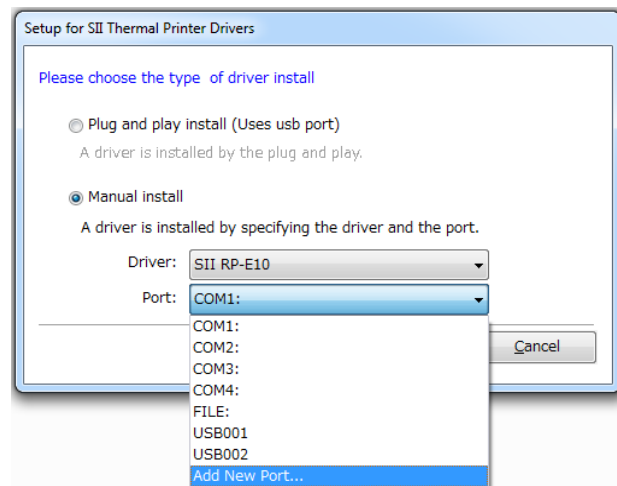 Setup for SII Thermal Printer Drivers
Please choose the type of driver install
Plug and play install (Uses usb port)
A driver is installed by the plug and play.
Manual install
A driver is installed by specifying the driver and the port.
Driver: SII RP-E10
Port: COM1:
COM1:
COM2:
Cancel
COM3:
COM4:
FILE:
USB001
USB002
Add New Port...